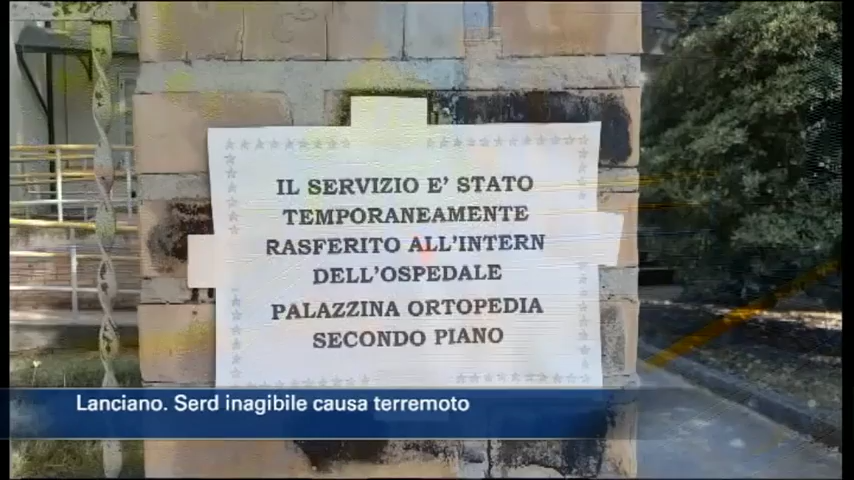 IL SERVIZIO E' STATO
TEMPORANEAMENTE
RASFERITO ALL'INTERN
DELL'OSPEDALE
PALAZZINA ORTOPEDIA
SECONDO PIANO
Lanciano. Serd inagibile causa terremoto